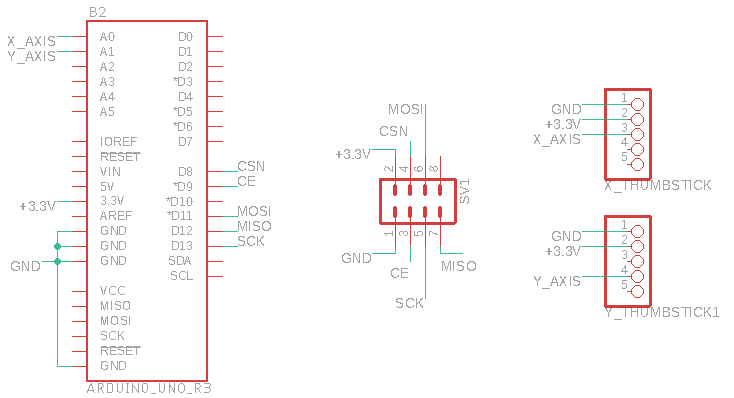 B2
X_AXIS
Y_AXIS
A0
A1
A2
A3
A4
A5
IOREF
RESET
VIN
5V
3.3V
AREF
GND
GND
GND
VCC
MISO
MOSI
SCK
RESET
GND
+3.3V
GND
D0
D1
D2
*D3
D4
*D5
*D6
D7
D8
*D9
*D10
*D11
D12
D13
SDA
SCL
CSN
CE
MOSI
MISO
SCK
ARDUINO_UNO_R3
MOSI
CSN
+3.3V
2
4
6
8
SV1
1
3
5
7
GND
CE
MISO
SCK
GND
+3.3V
X_AXIS
1
2
3
4
5
X_THUMBSTICK
GND
+3.3V
Y_AXIS
1
2
3
4
5
Y_THUMBSTICK1